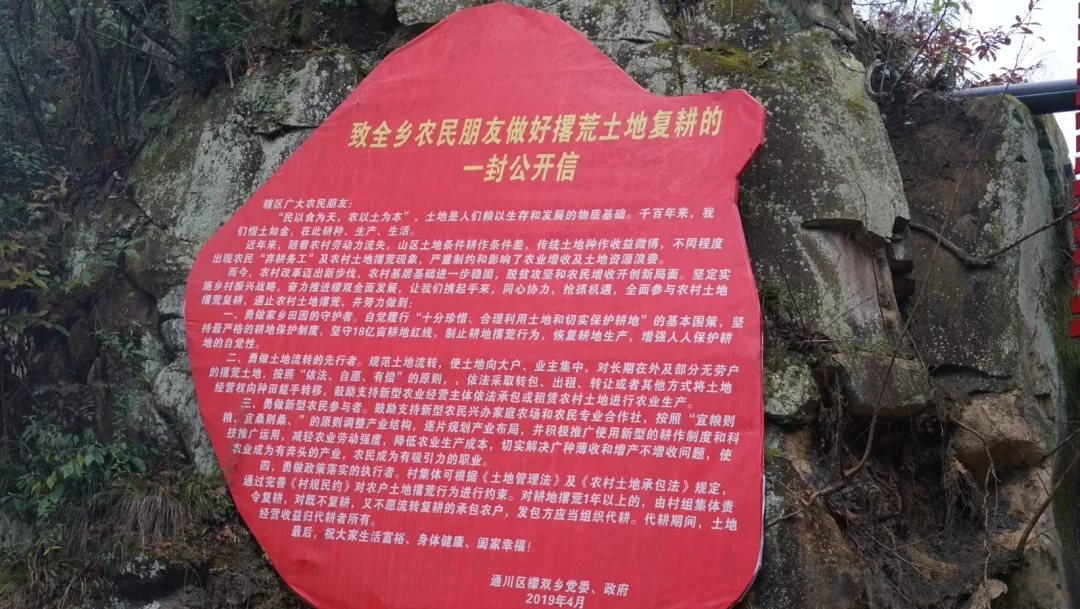 致全乡农民朋友做好撂荒土地复耕的
一封公开信
辖区广大农民朋友：
“民以食为天，农以土为本”，土地是人们赖以生存和发展的物质基础。千百年来，我
们惜土如金，在此耕种、生产、生活。
近年来，随着农村劳动力流失，山区土地条件耕作条件差，传统土地种作收益微博，不同程度
出现农民“弃耕务工”及农村土地撂荒现象，严重制约和影响了农业增收及土地资源浪费。
而今，农村改革迈出新步伐，农村基层基础进一步稳固，脱贫攻坚和农民增收开创新局面。坚定实
施乡村振兴战略，奋力推进檬双全面发展，让我们携起手来，同心协力，抢抓机遇，全面参与农村土地
撂荒复耕，遏止农村土地撂荒，并努力做到：
一、勇做家乡田园的守护者。自觉履行“十分珍惜、合理利用土地和切实保护耕地”的基本国策，坚
持最严格的耕地保护制度，坚守18亿亩耕地红线，制止耕地撂荒行为，恢复耕地生产，增强人人保护耕
地的自觉性。
二、勇做土地流转的先行者。规范土地流转，使土地向大户、业主集中，对长期在外及部分无劳户
的撂荒土地，按照“依法、自愿、有偿”的原则，，依法采取转包、出租、转让或者其他方式将土地
经营权向种田能手转移，鼓励支持新型农业经营主体依法承包或租赁农村土地进行农业生产。
三、勇做新型农民参与者。鼓励支持新型农民兴办家庭农场和农民专业合作社，按照“宜粮则
粮、宜桑则桑、”的原则调整产业结构，逐片规划产业布局，并积极推广使用新型的耕作制度和科
技推广运用，减轻农业劳动强度，降低农业生产成本，切实解决广种薄收和增产不增收问题，使
农业成为有奔头的产业，农民成为有吸引力的职业。
四、勇做政策落实的执行者。村集体可根据《土地管理法》及《农村土地承包法》规定，
通过完善《村规民约》对农户土地撂荒行为进行约束。对耕地撂荒1年以上的，由村组集体责
令复耕，对既不复耕，又不愿流转复耕的承包农户，发包方应当组织代耕。代耕期间，土地
经营收益归代耕者所有。
最后，祝大家生活富裕、身体健康、阖家幸福！
通川区檬双乡党委、政府
2019年4月